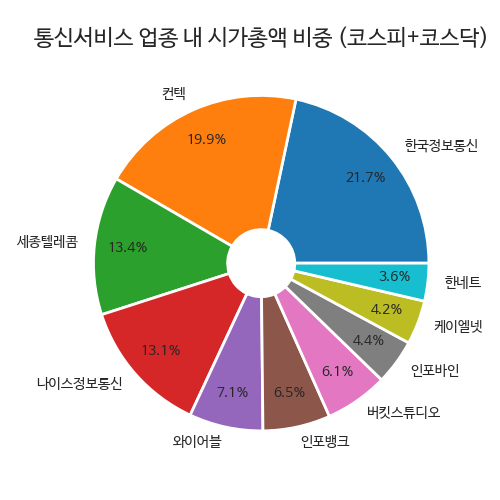 통신서비스 업종 내 시가총액 비중 (코스피+코스닥)
컨텍
19.9%
한국정보통신
21.7%
세종텔레콤
13.4%
한네트
3.6%
케이엘넷
4.2%
나이스정보통신
13.1%
인포바인
4.4%
버킷스튜디오
6.1%
와이어블
7.1%
인포뱅크
6.5%